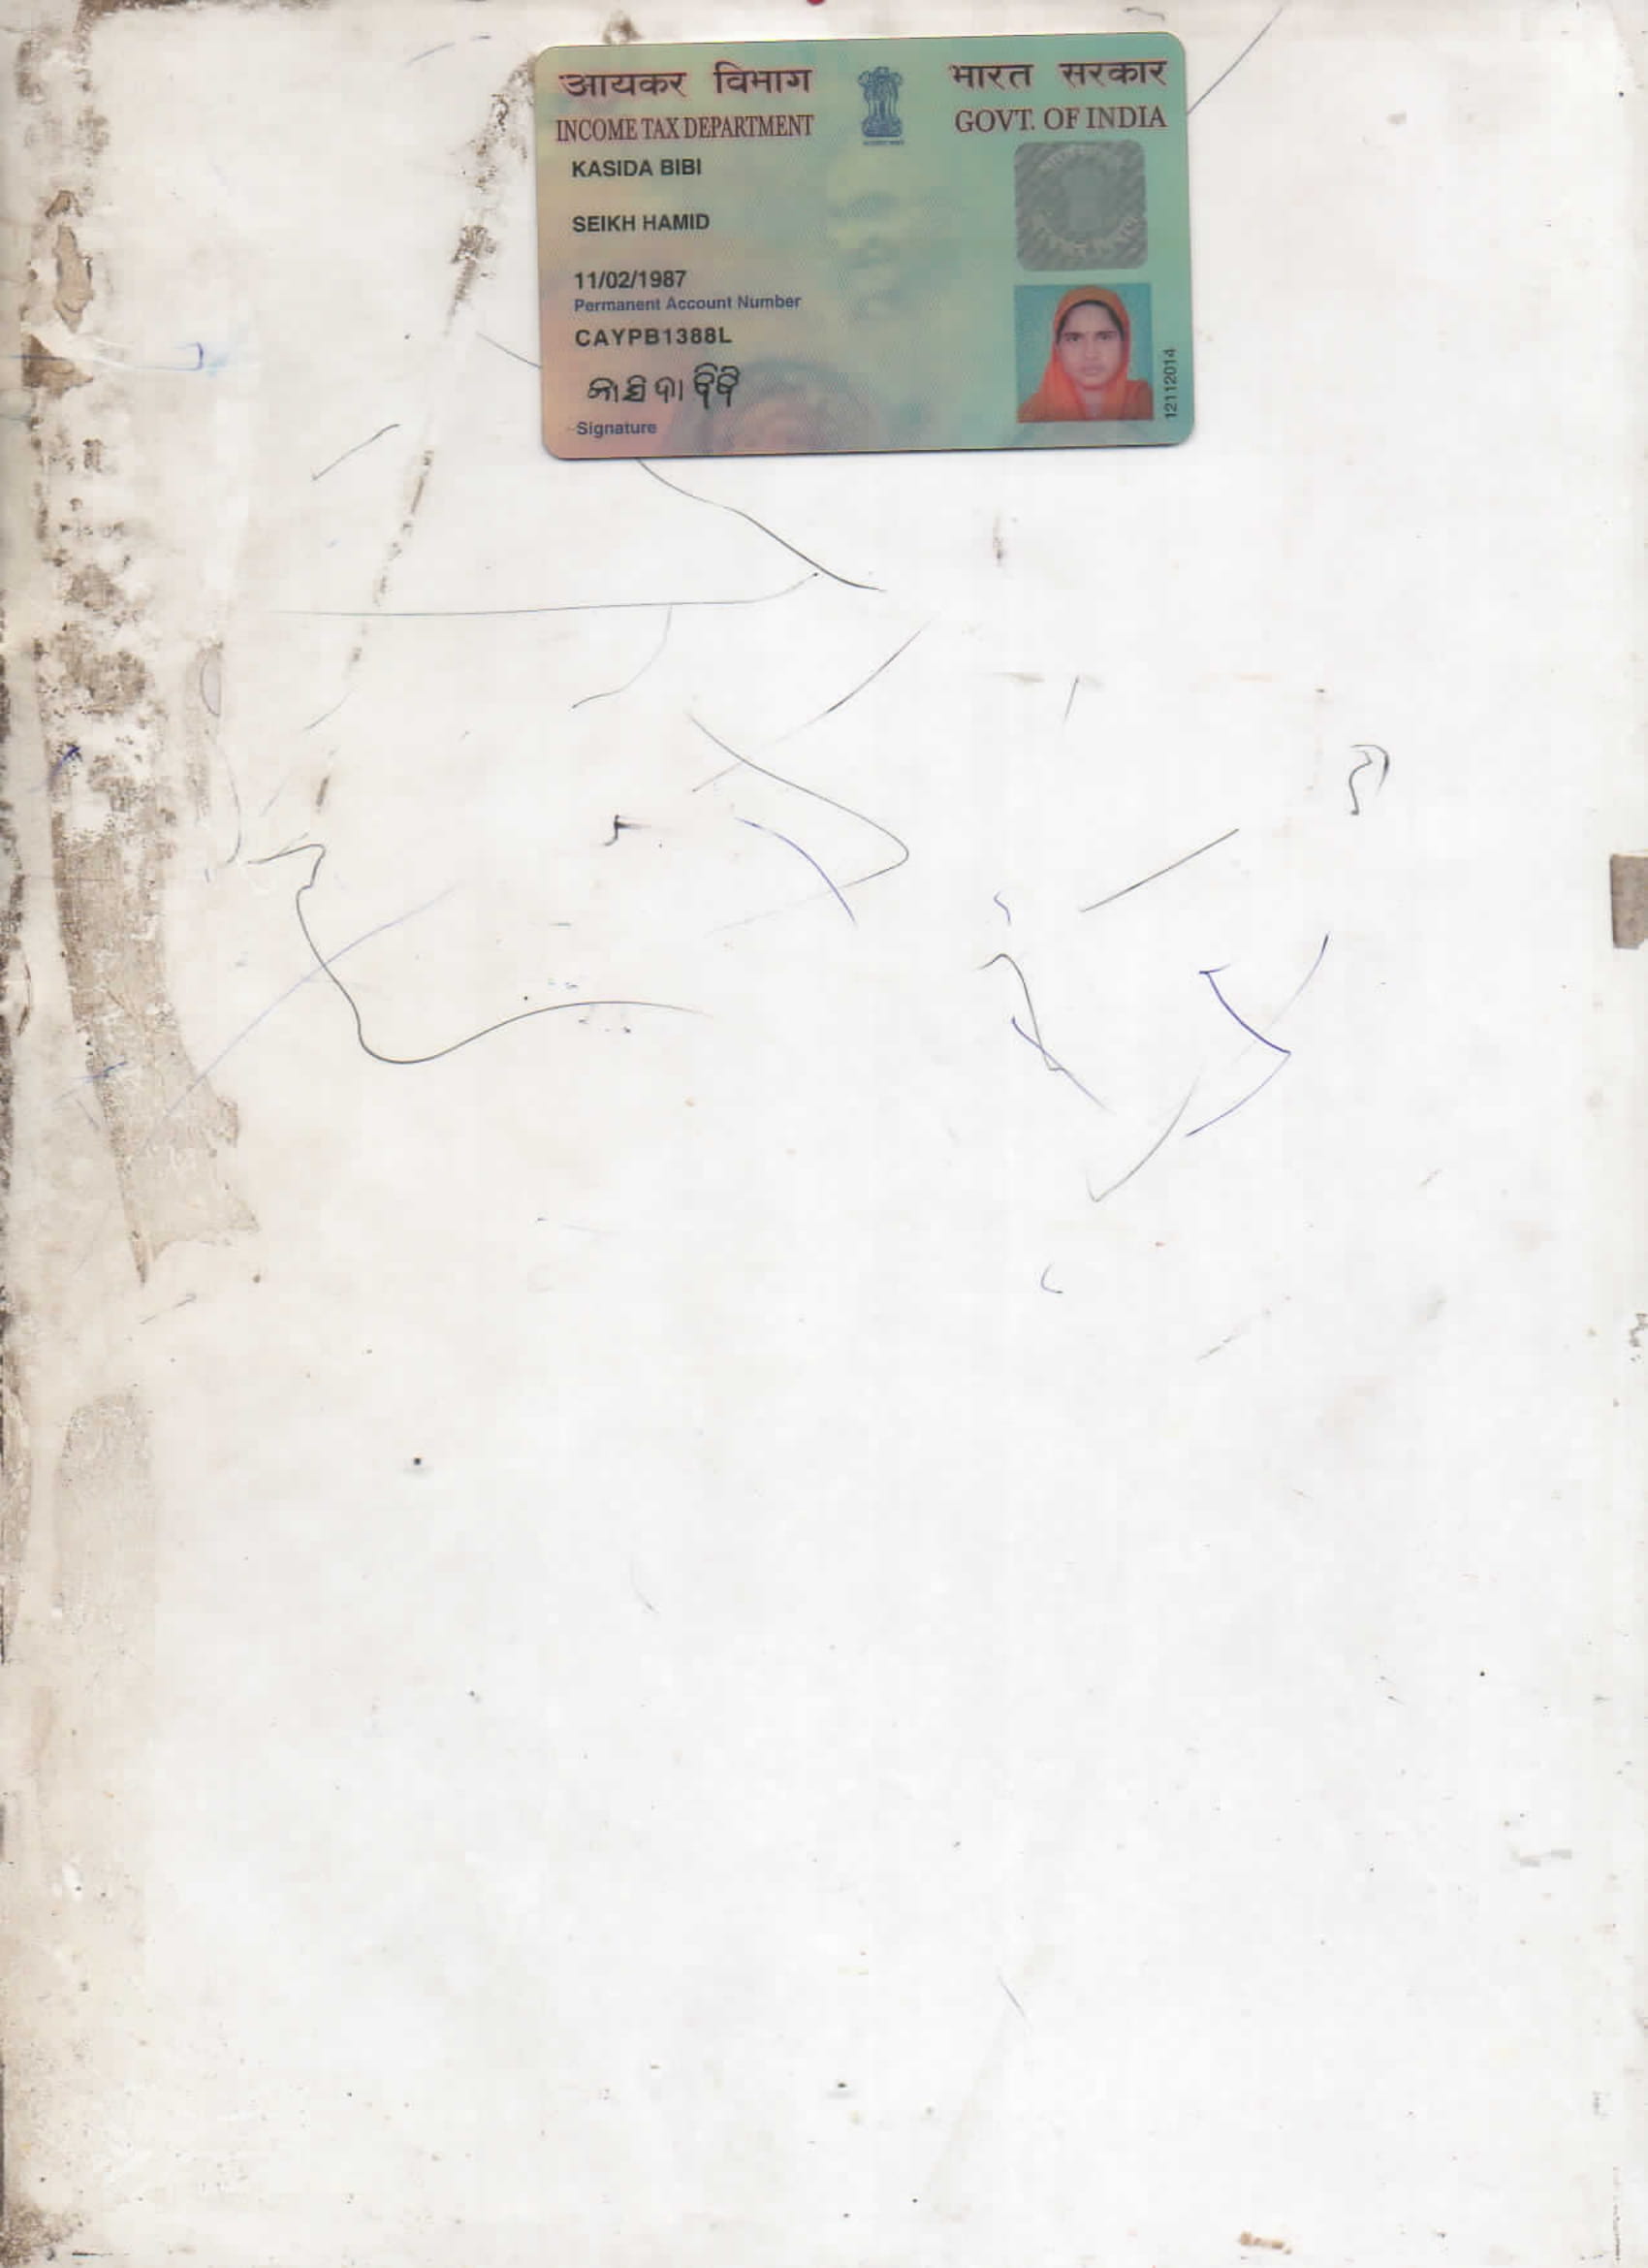 आयकर विभाग
INCOME TAX DEPARTMENT
भारत सरकार
GOVT. OF INDIA
KASIDA BIBI
SEIKH HAMID
11/02/1987
Permanent Account Number
CAYPB1388L
କାସିଦା ବିବି
Signature
12112014